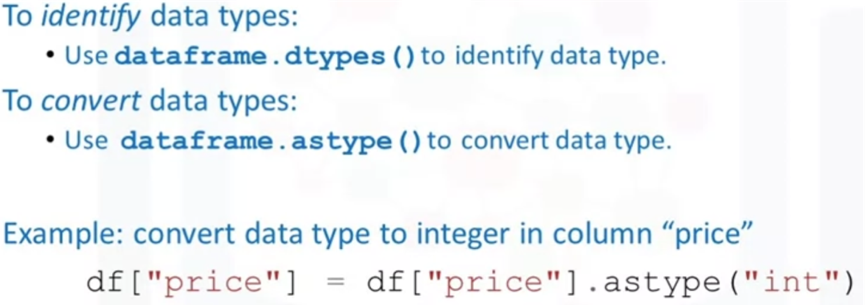 To identify data types:
• Use dataframe.dtypes() to identify data type.
To convert data types:
• Use dataframe.astype() to convert data type.
Example: convert data type to integer in column “price”
df["price"] = df["price"].astype("int")